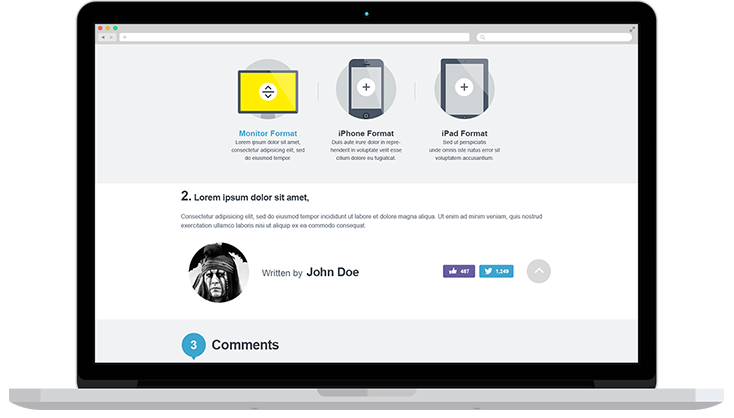 Monitor Format
Lorem ipsum dolor sit amet,
consectetur adipisicing elit, sed
do eiusmod tempor.
iPhone Format
Duis aute irure dolor in repre-
henderit in voluptate velit esse
cillum dolore eu fugiatcat.
iPad Format
Sed ut perspiciatis
unde omnis iste natus error sit
voluptatem accusantium.
2. Lorem ipsum dolor sit amet,
Consectetur adipisicing elit, sed do eiusmod tempor incididunt ut labore et dolore magna aliqua. Ut enim ad minim veniam, quis nostrud
exercitation ullamco laboris nisi ut aliquip ex ea commodo consequat.
Written by John Doe
487
1,249
3 Comments